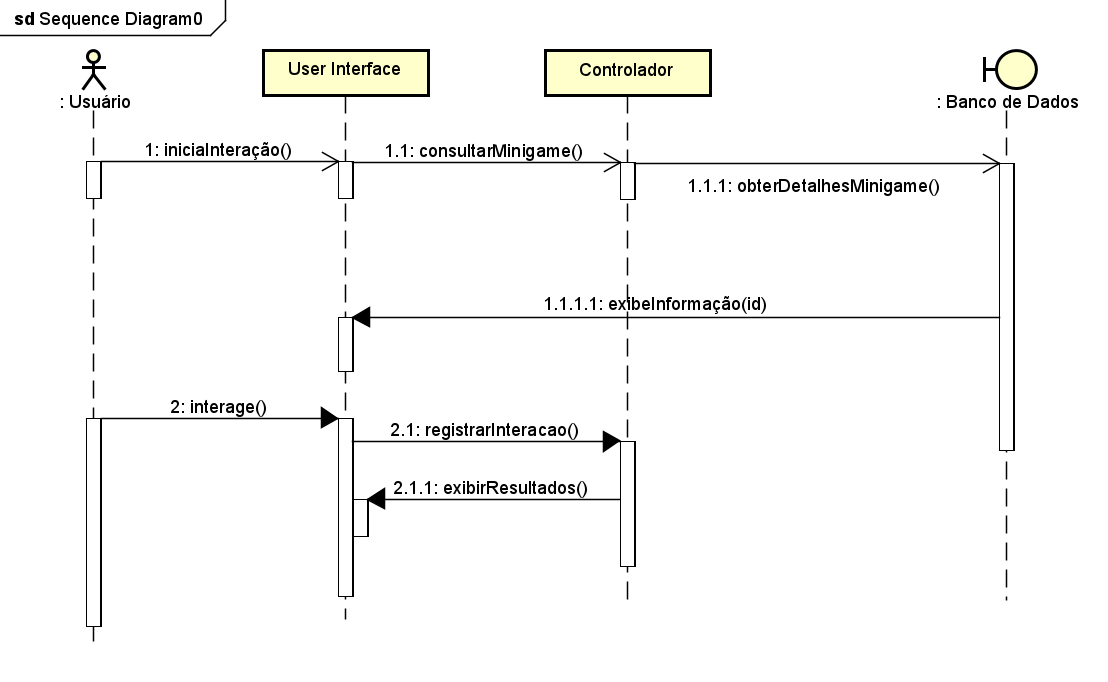 sd Sequence Diagram0
: Usuário
User Interface
Controlador
: Banco de Dados
1: iniciaInteração()
1.1: consultarMinigame()
1.1.1: obterDetalhesMinigame()
1.1.1.1: exibeInformação(id)
2: interage()
2.1: registrarInteracao()
2.1.1: exibirResultados()